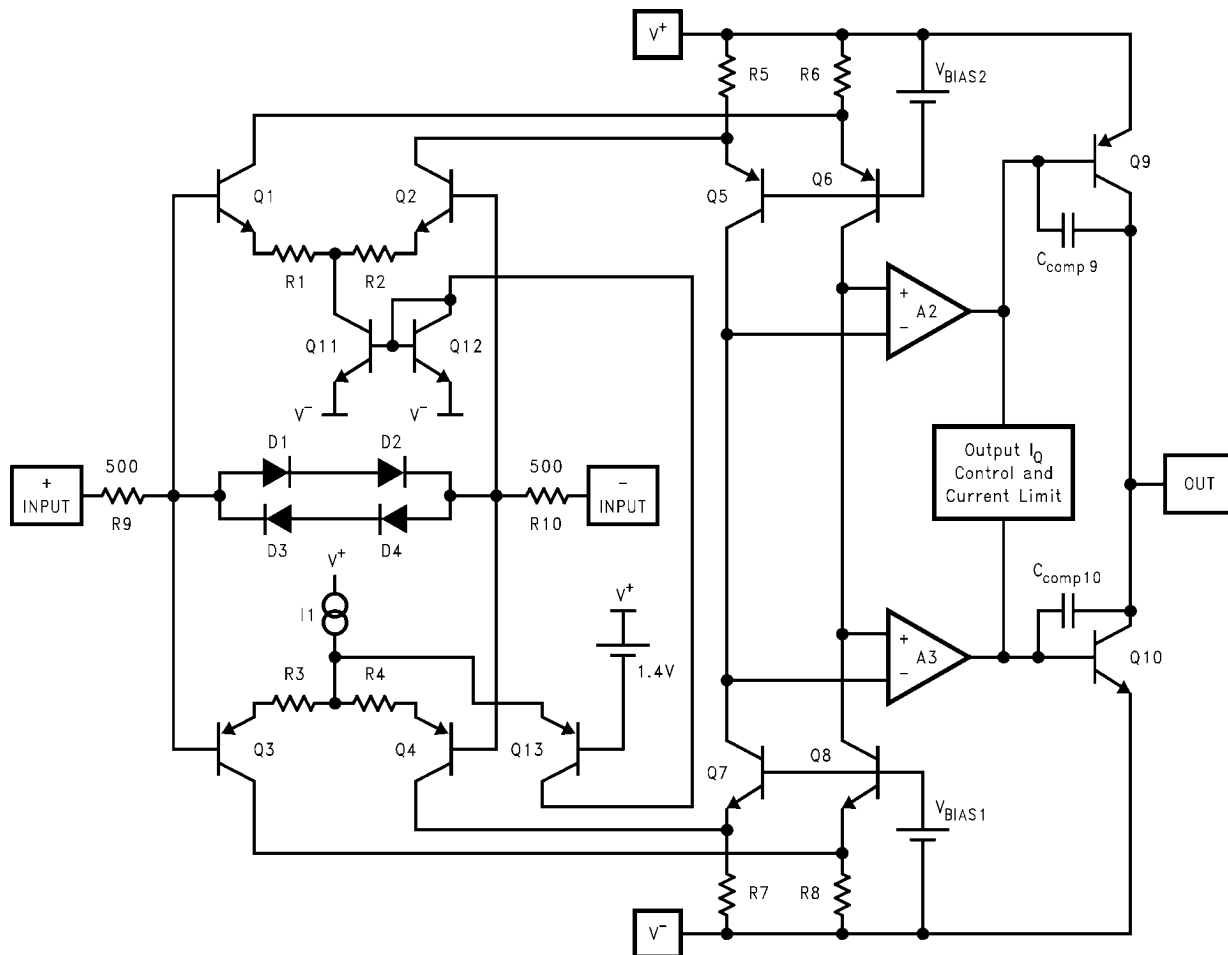 V+
R5
R6
VBIAS2
Q1
Q2
Q5
Q6
Q9
R1
R2
Ccomp 9
+
A2
−
Q11
Q12
V−
V−
D1
D2
500
500
+
INPUT
−
INPUT
R9
R10
D3
D4
Output IQ
Control and
Current Limit
OUT
V+
V+
I1
1.4V
Ccomp10
+
A3
−
Q10
R3
R4
Q3
Q4
Q13
Q7
Q8
VBIAS1
R7
R8
V−